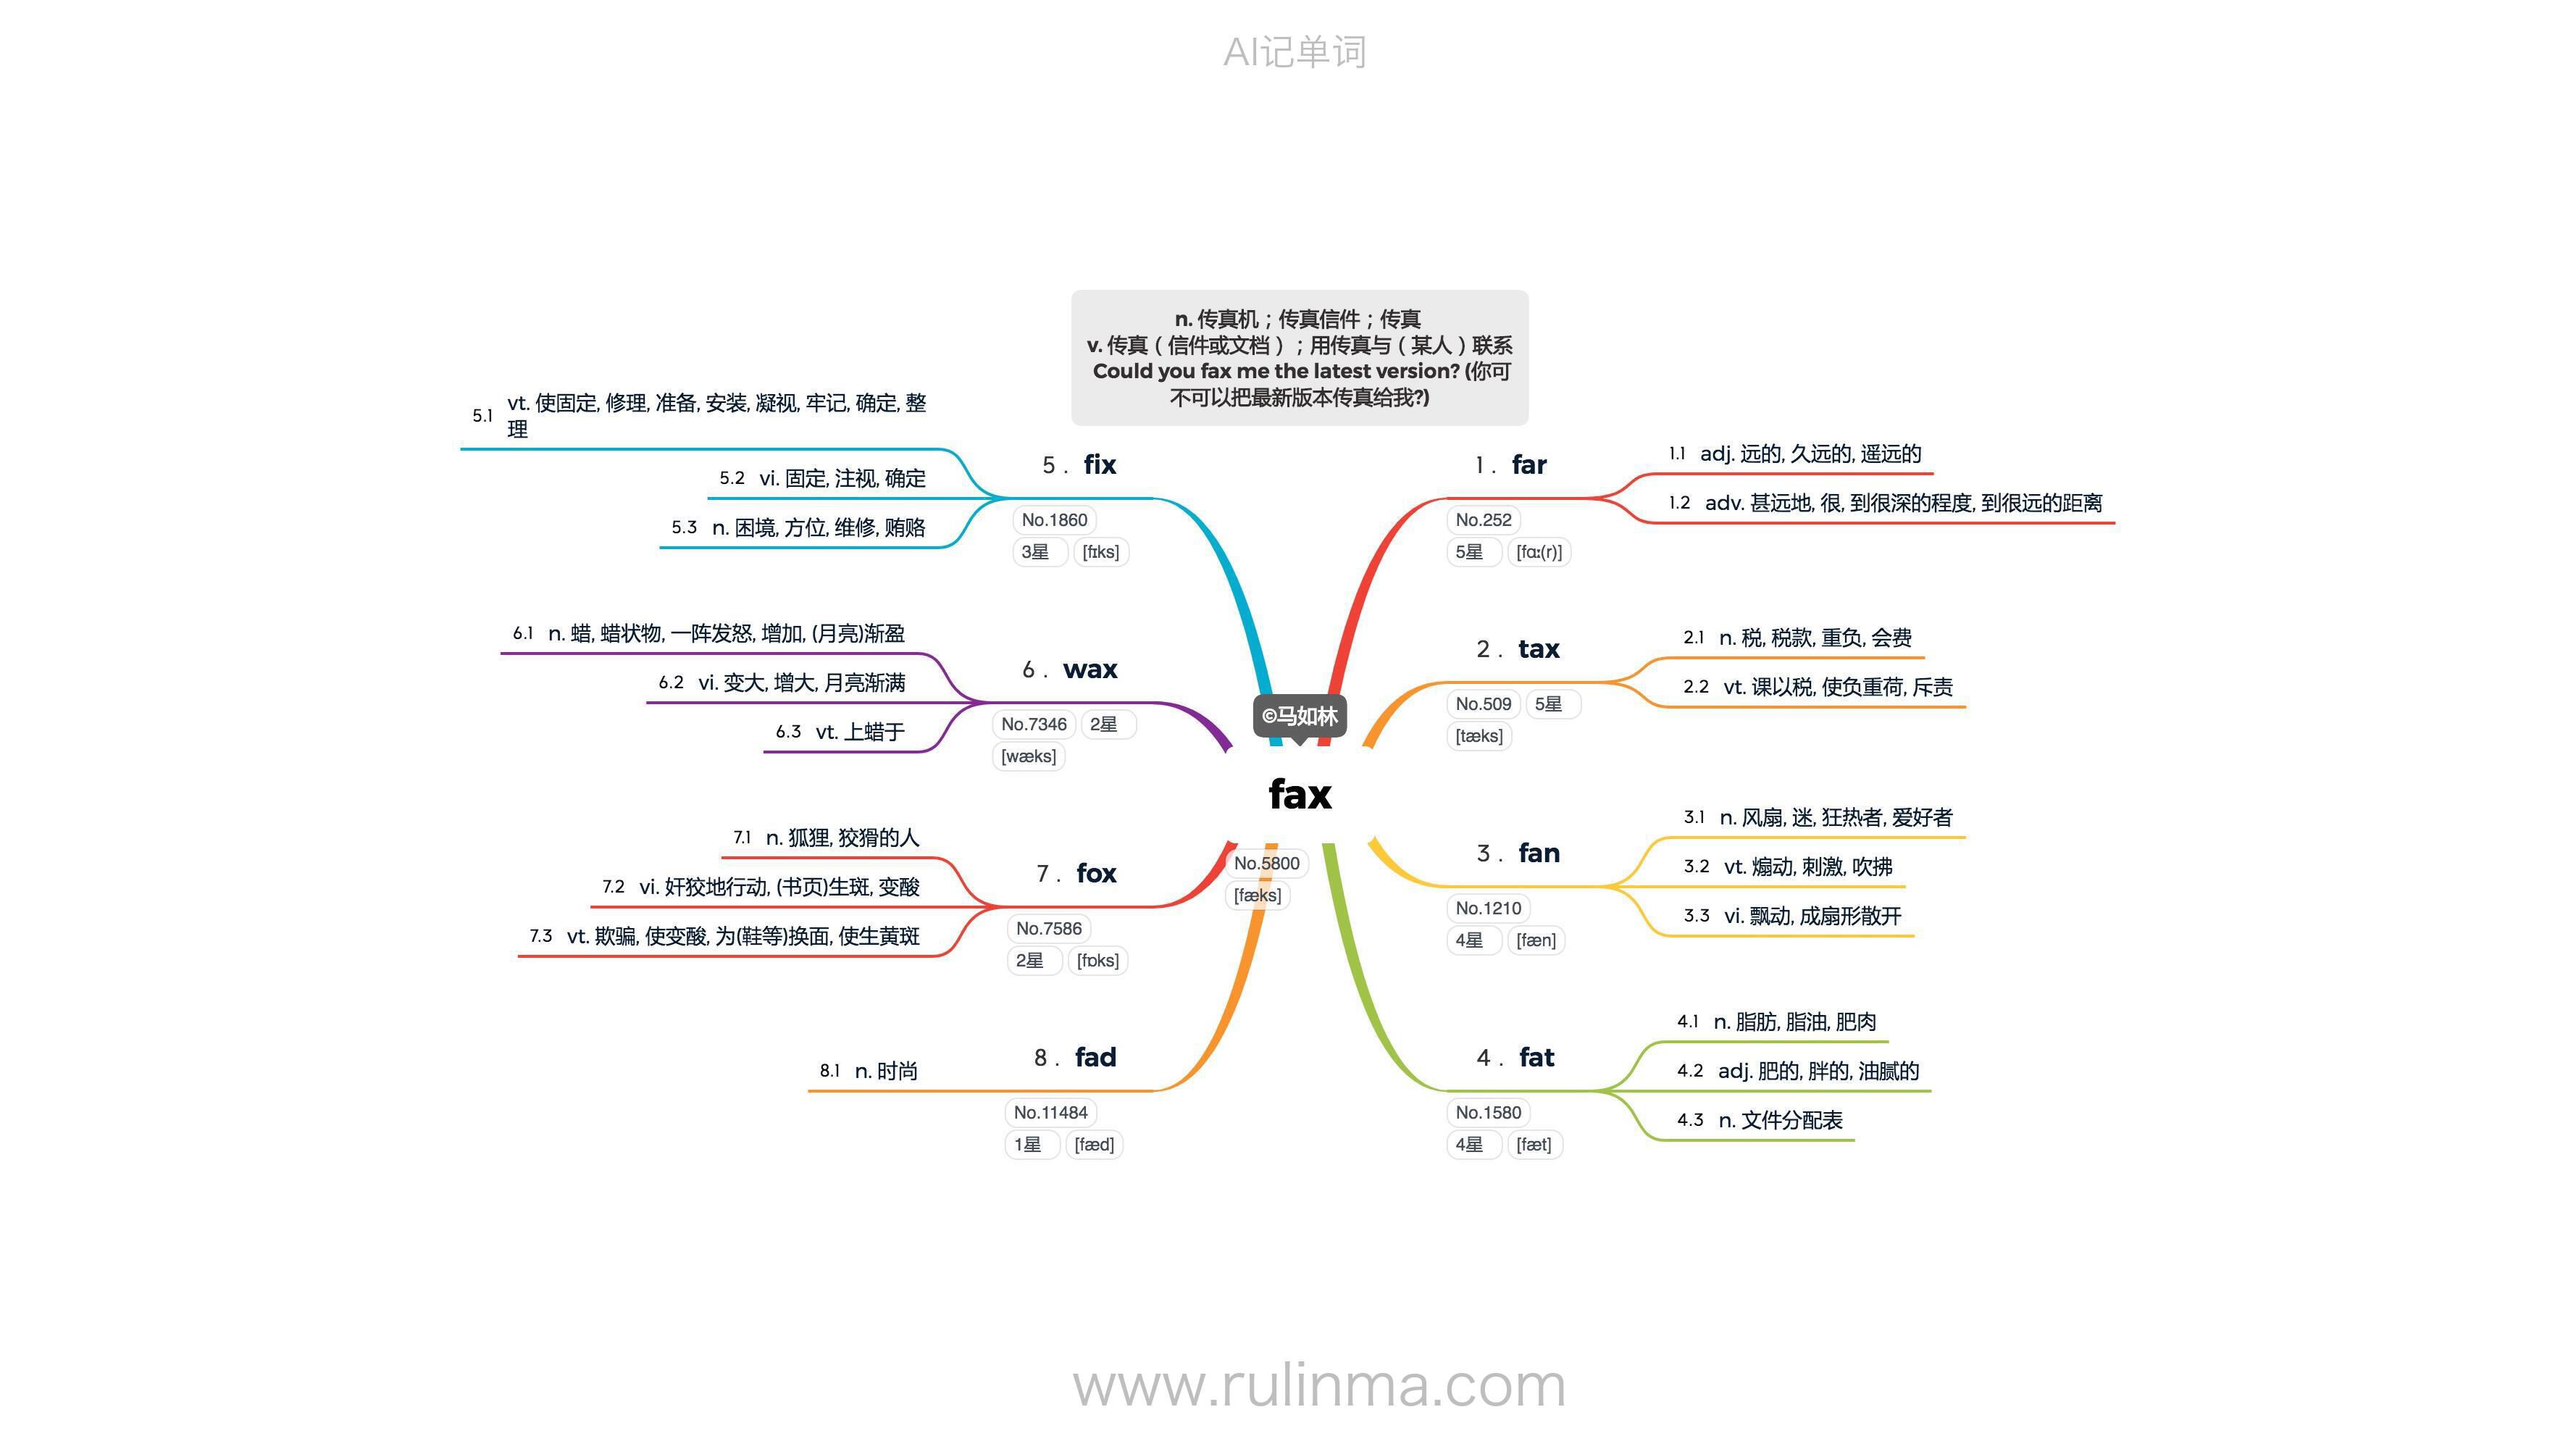 AI记单词
n. 传真机；传真信件；传真
v. 传真（信件或文档）；用传真与（某人）联系
Could you fax me the latest version? (你可
不可以把最新版本传真给我?)
©马如林
fax
No.5800
[fæks]
1. far
No.252
5星 [fɑː(r)]
1.1 adj. 远的, 久远的, 遥远的
1.2 adv. 甚远地, 很, 到很深的程度, 到很远的距离
2. tax
No.509 5星
[tæks]
2.1 n. 税, 税款, 重负, 会费
2.2 vt. 课以税, 使负重荷, 斥责
3. fan
No.1210
4星 [fæn]
3.1 n. 风扇, 迷, 狂热者, 爱好者
3.2 vt. 煽动, 刺激, 吹拂
3.3 vi. 飘动, 成扇形散开
4. fat
No.1580
4星 [fæt]
4.1 n. 脂肪, 脂油, 肥肉
4.2 adj. 肥的, 胖的, 油腻的
4.3 n. 文件分配表
5. fix
No.1860
3星 [fɪks]
5.1 vt. 使固定, 修理, 准备, 安装, 凝视, 牢记, 确定, 整
理
5.2 vi. 固定, 注视, 确定
5.3 n. 困境, 方位, 维修, 贿赂
6. wax
No.7346 2星
[wæks]
6.1 n. 蜡, 蜡状物, 一阵发怒, 增加, (月亮)渐盈
6.2 vi. 变大, 增大, 月亮渐满
6.3 vt. 上蜡于
7. fox
No.7586
2星 [fɒks]
7.1 n. 狐狸, 狡猾的人
7.2 vi. 奸狡地行动, (书页)生斑, 变酸
7.3 vt. 欺骗, 使变酸, 为(鞋等)换面, 使生黄斑
8. fad
No.11484
1星 [fæd]
8.1 n. 时尚
www.rulinma.com